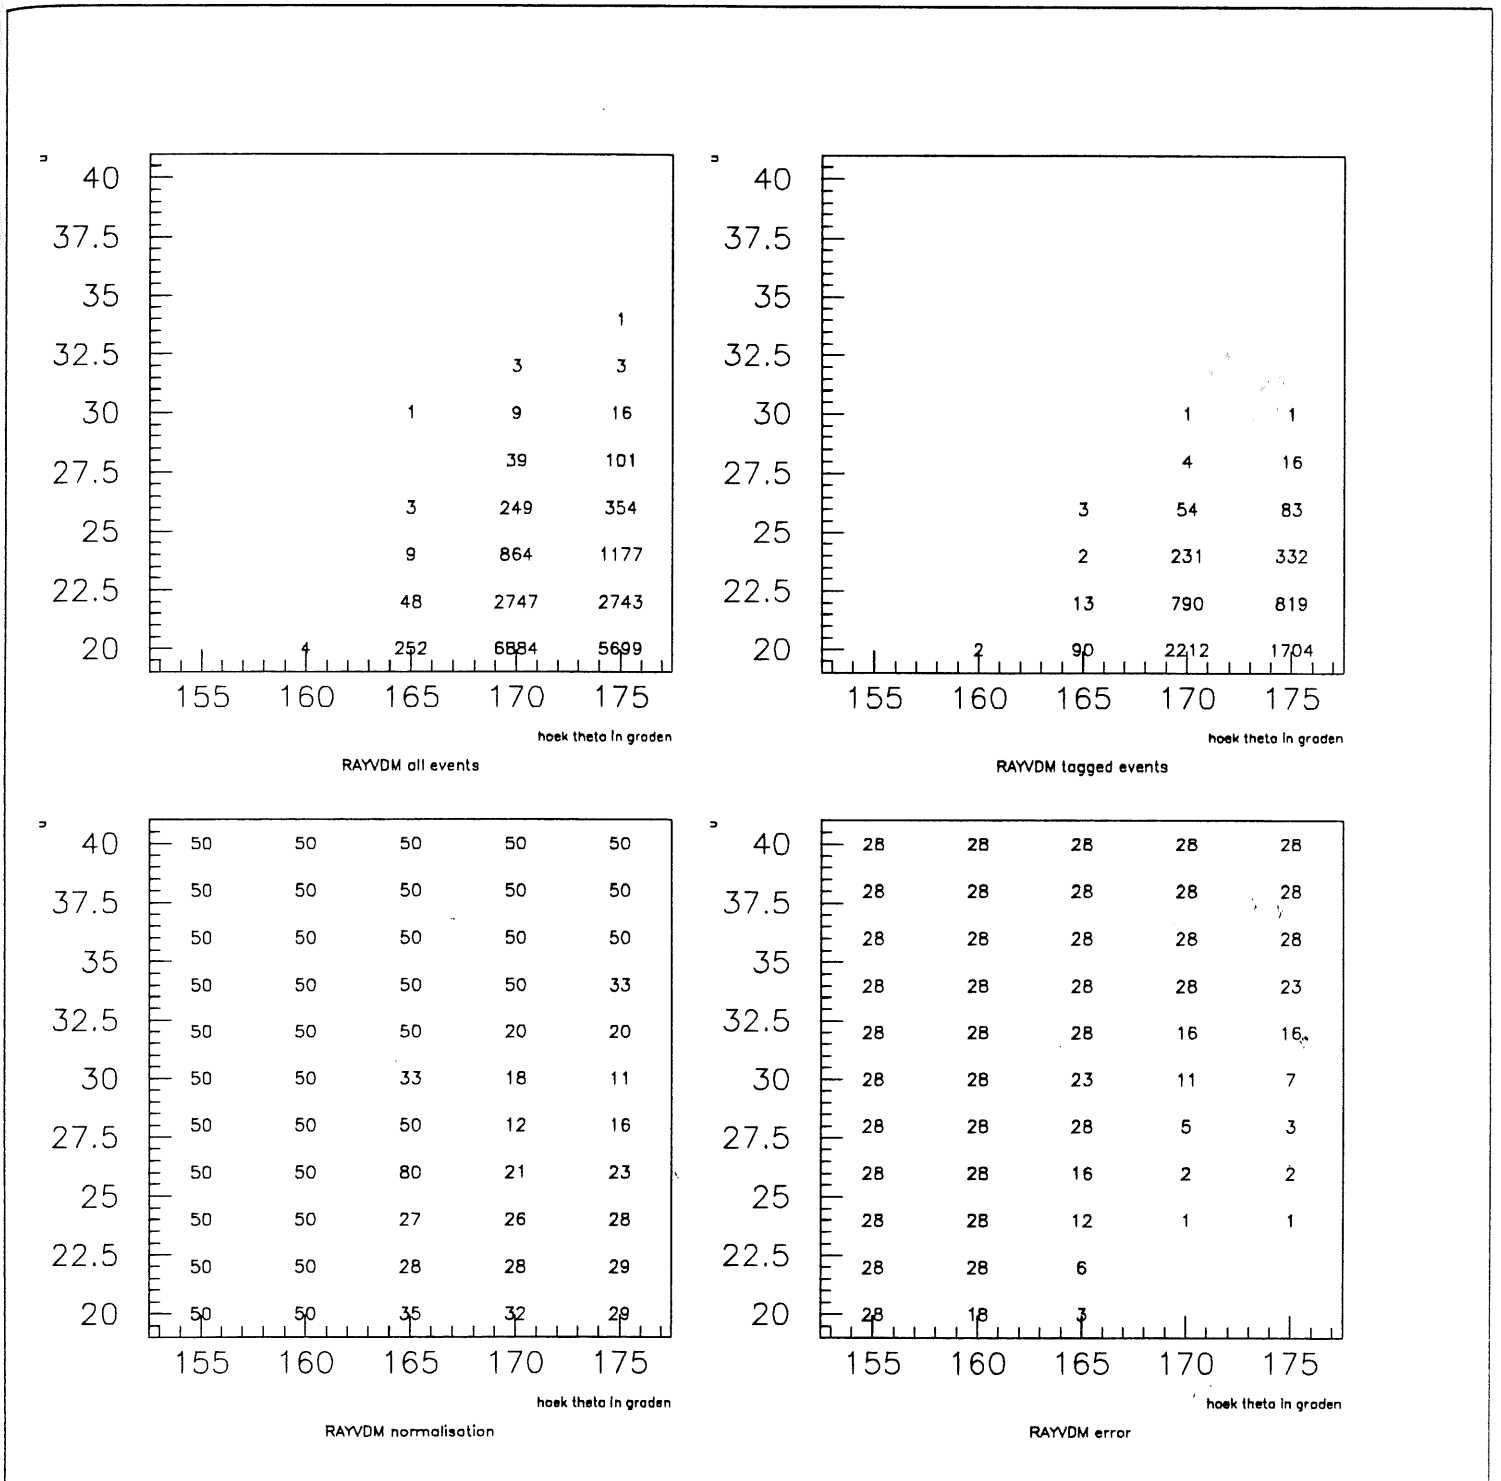 40
37.5
35
1
32.5
3 3
30 1 9 16
39 101
27.5
3 249 354
25
9 864 1177
22.5
48 2747 2743
20 4 252 6884 5699
155 160 165 170 175
hoek theta in graden
RAYVDM all events
40
37.5
35
32.5
30 1 1
4 16
27.5
3 54 83
25
2 231 332
22.5
13 790 819
20 2 90 2212 1704
155 160 165 170 175
hoek theta in graden
RAYVDM tagged events
40 50 50 50 50 50
50 50 50 50 50
37.5
50 50 50 50 50
35
50 50 50 50 33
32.5
50 50 50 20 20
30 50 50 33 18 11
50 50 50 12 16
27.5
50 50 80 21 23
25
50 50 27 26 28
22.5
50 50 28 28 29
20 50 50 35 32 29
155 160 165 170 175
hoek theta in graden
RAYVDM normalisation
40 28 28 28 28 28
28 28 28 28 28
37.5
28 28 28 28 28
35
28 28 28 28 23
32.5
28 28 28 16 16
30 28 28 23 11 7
28 28 28 5 3
27.5
28 28 16 2 2
25
28 28 12 1 1
22.5
28 28 6
20 28 18 3
155 160 165 170 175
hoek theta in graden
RAYVDM error